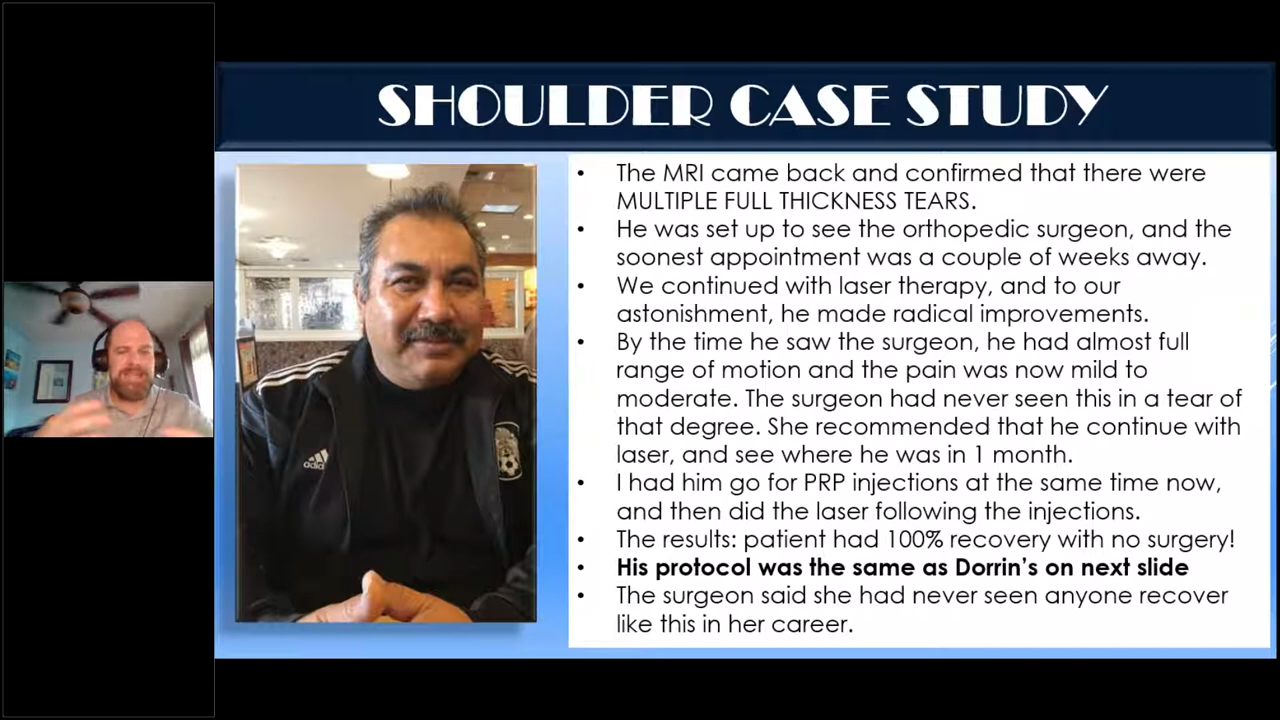 SHOULDER CASE STUDY
• The MRI came back and confirmed that there were
MULTIPLE FULL THICKNESS TEARS.
• He was set up to see the orthopedic surgeon, and the
soonest appointment was a couple of weeks away.
• We continued with laser therapy, and to our
astonishment, he made radical improvements.
• By the time he saw the surgeon, he had almost full
range of motion and the pain was now mild to
moderate. The surgeon had never seen this in a tear of
that degree. She recommended that he continue with
laser, and see where he was in 1 month.
• I had him go for PRP injections at the same time now,
and then did the laser following the injections.
• The results: patient had 100% recovery with no surgery!
• His protocol was the same as Dorrin's on next slide
• The surgeon said she had never seen anyone recover
like this in her career.
adid